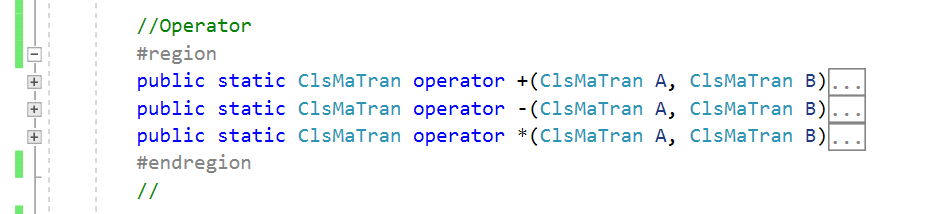 //Operator
#region
public static ClsMaTran operator +(ClsMaTran A, ClsMaTran B)...
public static ClsMaTran operator -(ClsMaTran A, ClsMaTran B)...
public static ClsMaTran operator *(ClsMaTran A, ClsMaTran B)...
#endregion
//